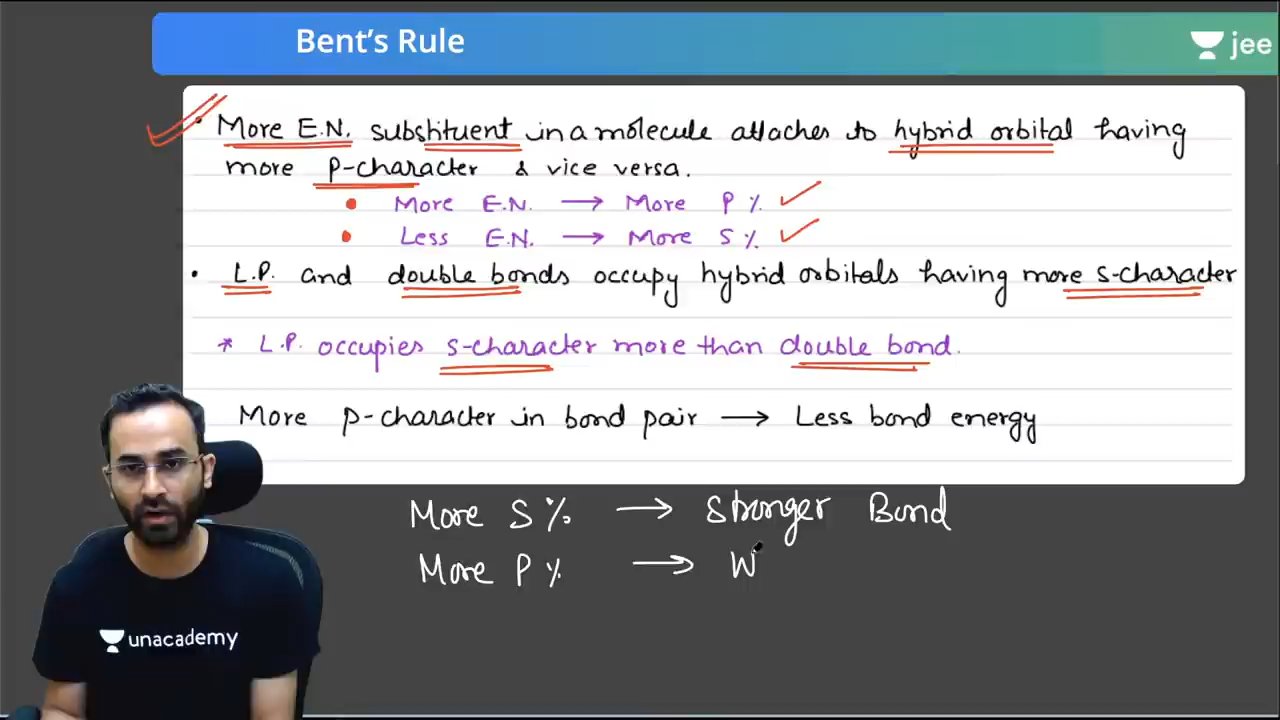 Bent's Rule
jee
• More E.N. substituent in a molecule attaches to hybrid orbital having
more p-character & vice versa.
• More E.N. → More P %
• Less E.N. → More S %
• L.P. and double bonds occupy hybrid orbitals having more s-character
* L.P. occupies s-character more than double bond.
More p-character in bond pair → Less bond energy
More S % → Stronger Bond
More P % → W
unacademy